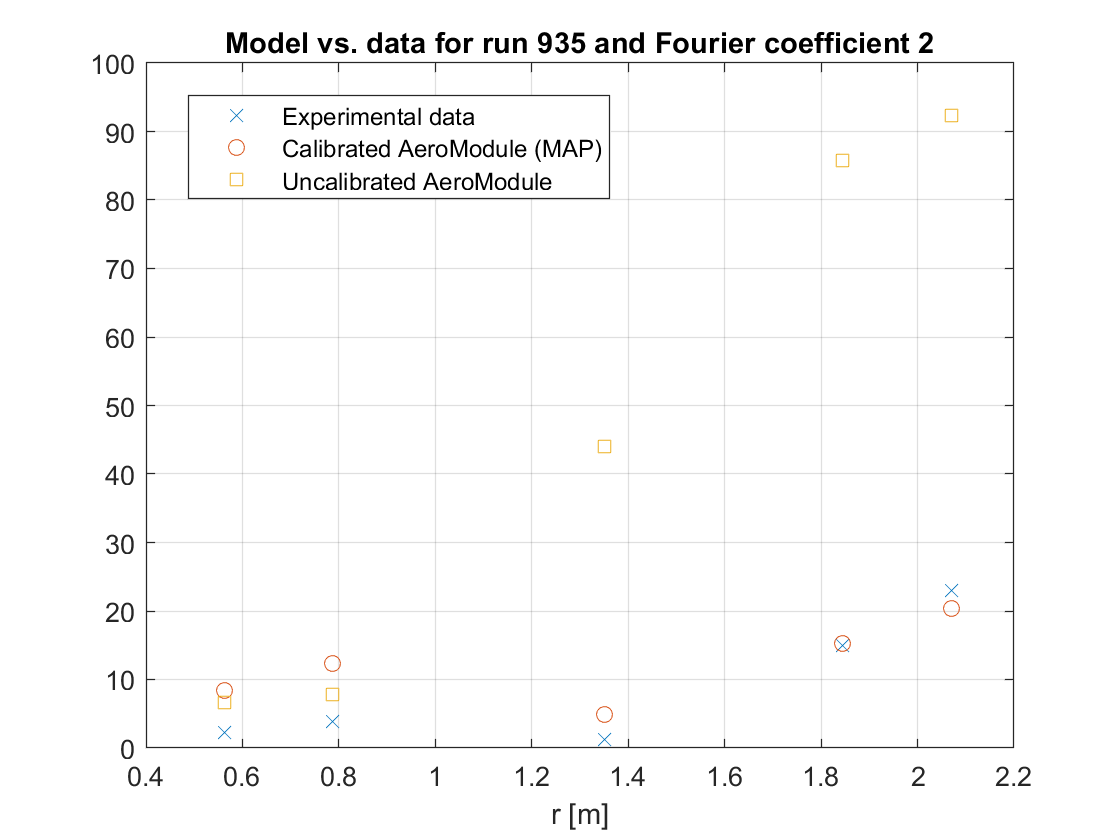 Model vs. data for run 935 and Fourier coefficient 2
100
90
80
70
60
50
40
30
20
10
0
Experimental data
Calibrated AeroModule (MAP)
Uncalibrated AeroModule
0.4 0.6 0.8 1 1.2 1.4 1.6 1.8 2 2.2
r [m]